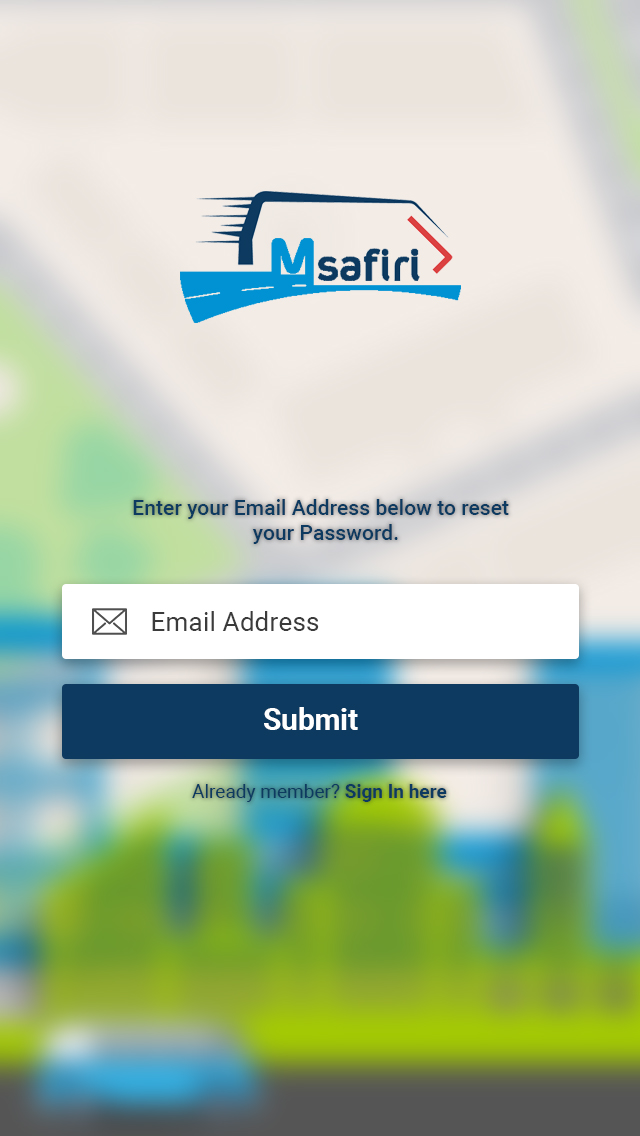 Msafiri
Enter your Email Address below to reset
your Password.
Email Address
Submit
Already member? Sign In here